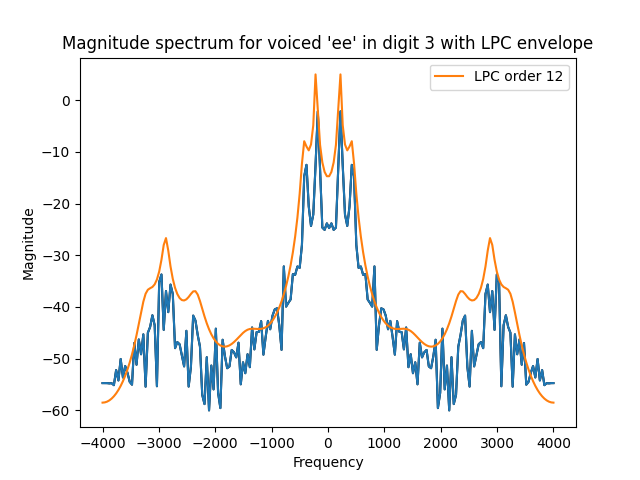 Magnitude spectrum for voiced 'ee' in digit 3 with LPC envelope
LPC order 12
Magnitude
0
−10
−20
−30
−40
−50
−60
−4000 −3000 −2000 −1000 0 1000 2000 3000 4000
Frequency